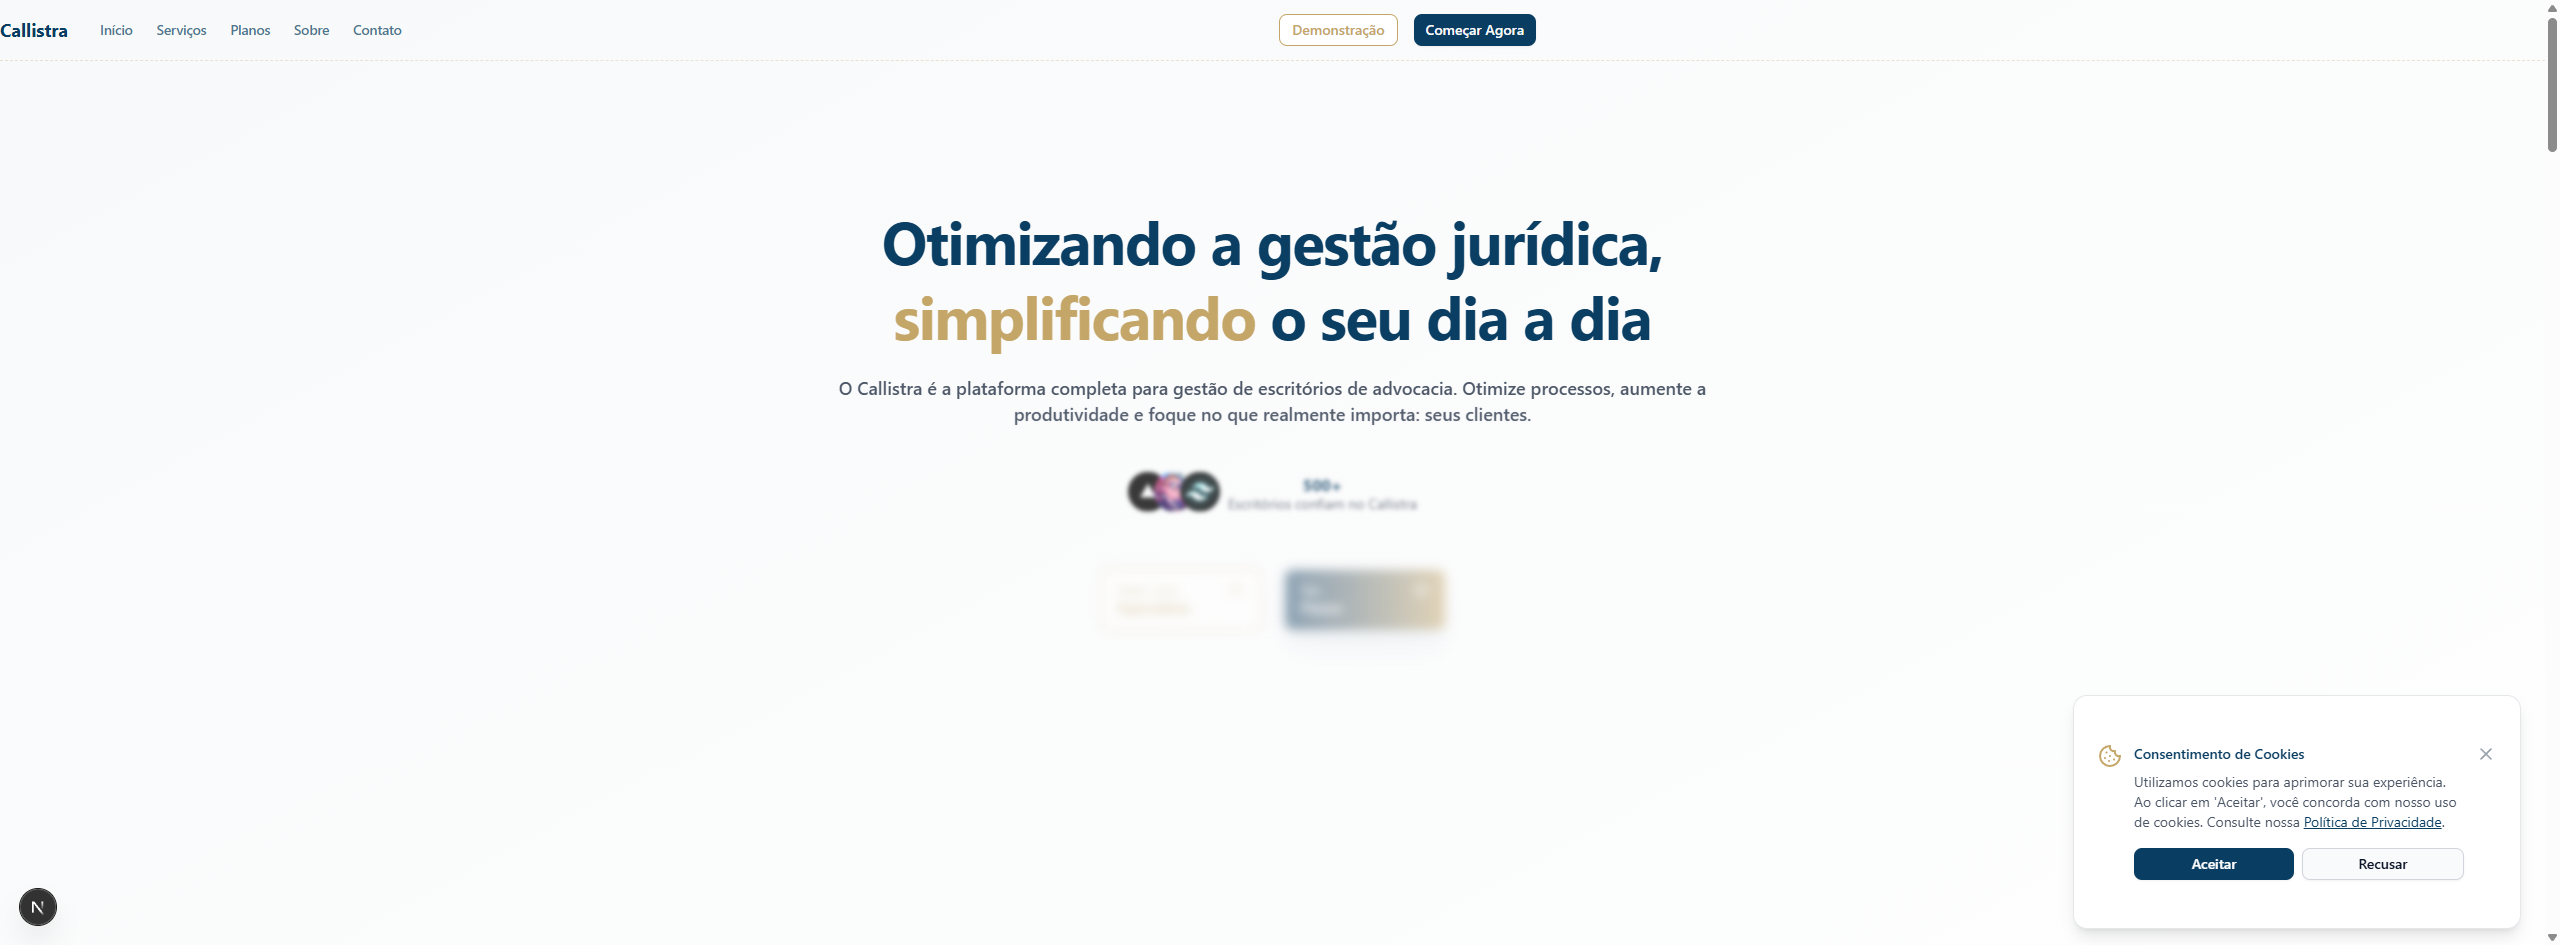 Callistra
Início
Serviços
Planos
Sobre
Contato
Demonstração
Começar Agora
Otimizando a gestão jurídica,
simplificando o seu dia a dia
O Callistra é a plataforma completa para gestão de escritórios de advocacia. Otimize processos, aumente a
produtividade e foque no que realmente importa: seus clientes.
500+
Escritórios confiam no Callistra
Consentimento de Cookies
Utilizamos cookies para aprimorar sua experiência.
Ao clicar em 'Aceitar', você concorda com nosso uso
de cookies. Consulte nossa Política de Privacidade.
Aceitar
Recusar
N